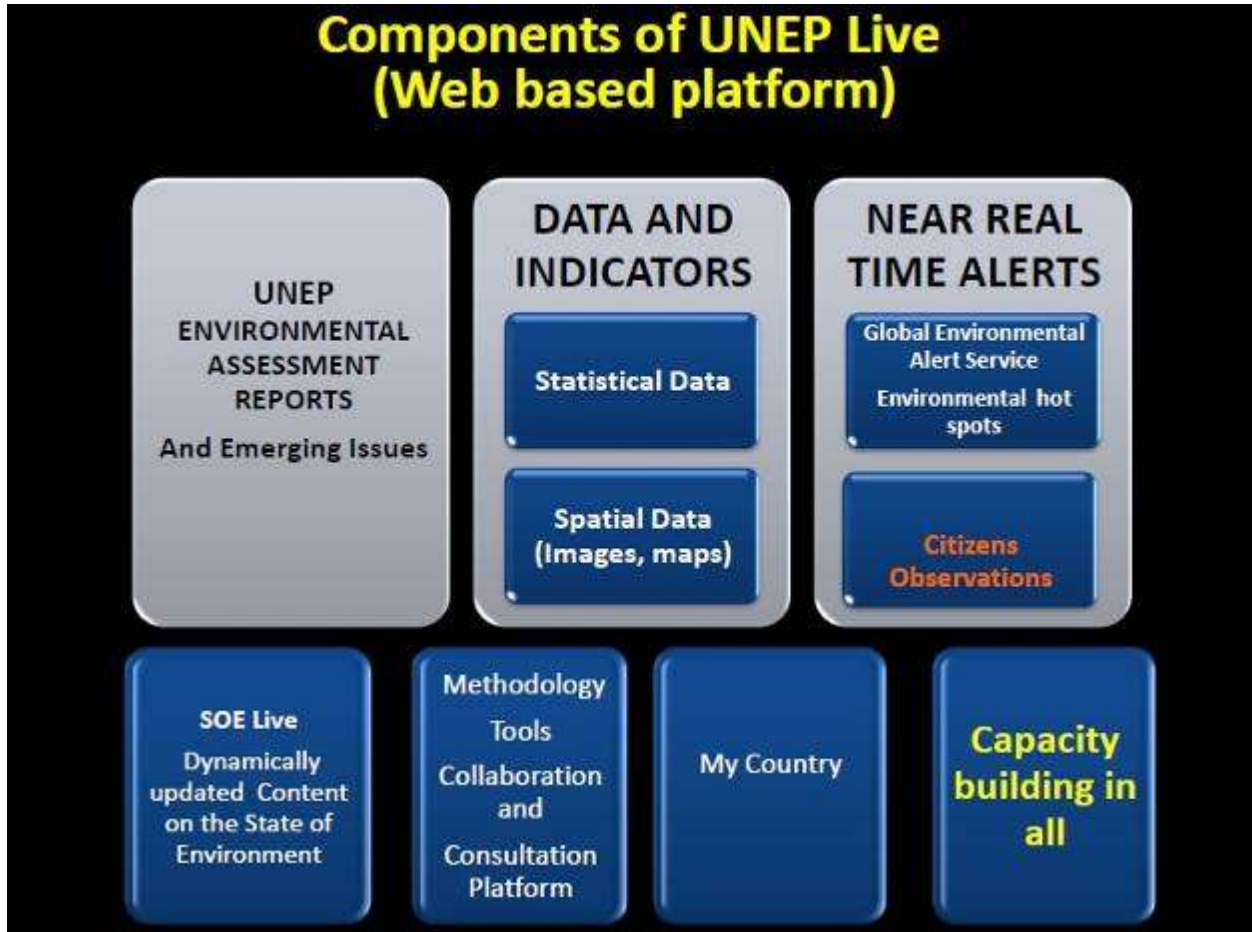 Components of UNEP Live
(Web based platform)
UNEP
ENVIRONMENTAL
ASSESSMENT
REPORTS
And Emerging Issues
DATA AND
INDICATORS
Statistical Data
Spatial Data
(Images, maps)
NEAR REAL
TIME ALERTS
Global Environmental
Alert Service
Environmental hot
spots
Citizens
Observations
SOE Live
Dynamically
updated Content
on the State of
Environment
Methodology
Tools
Collaboration
and
Consultation
Platform
My Country
Capacity
building in
all